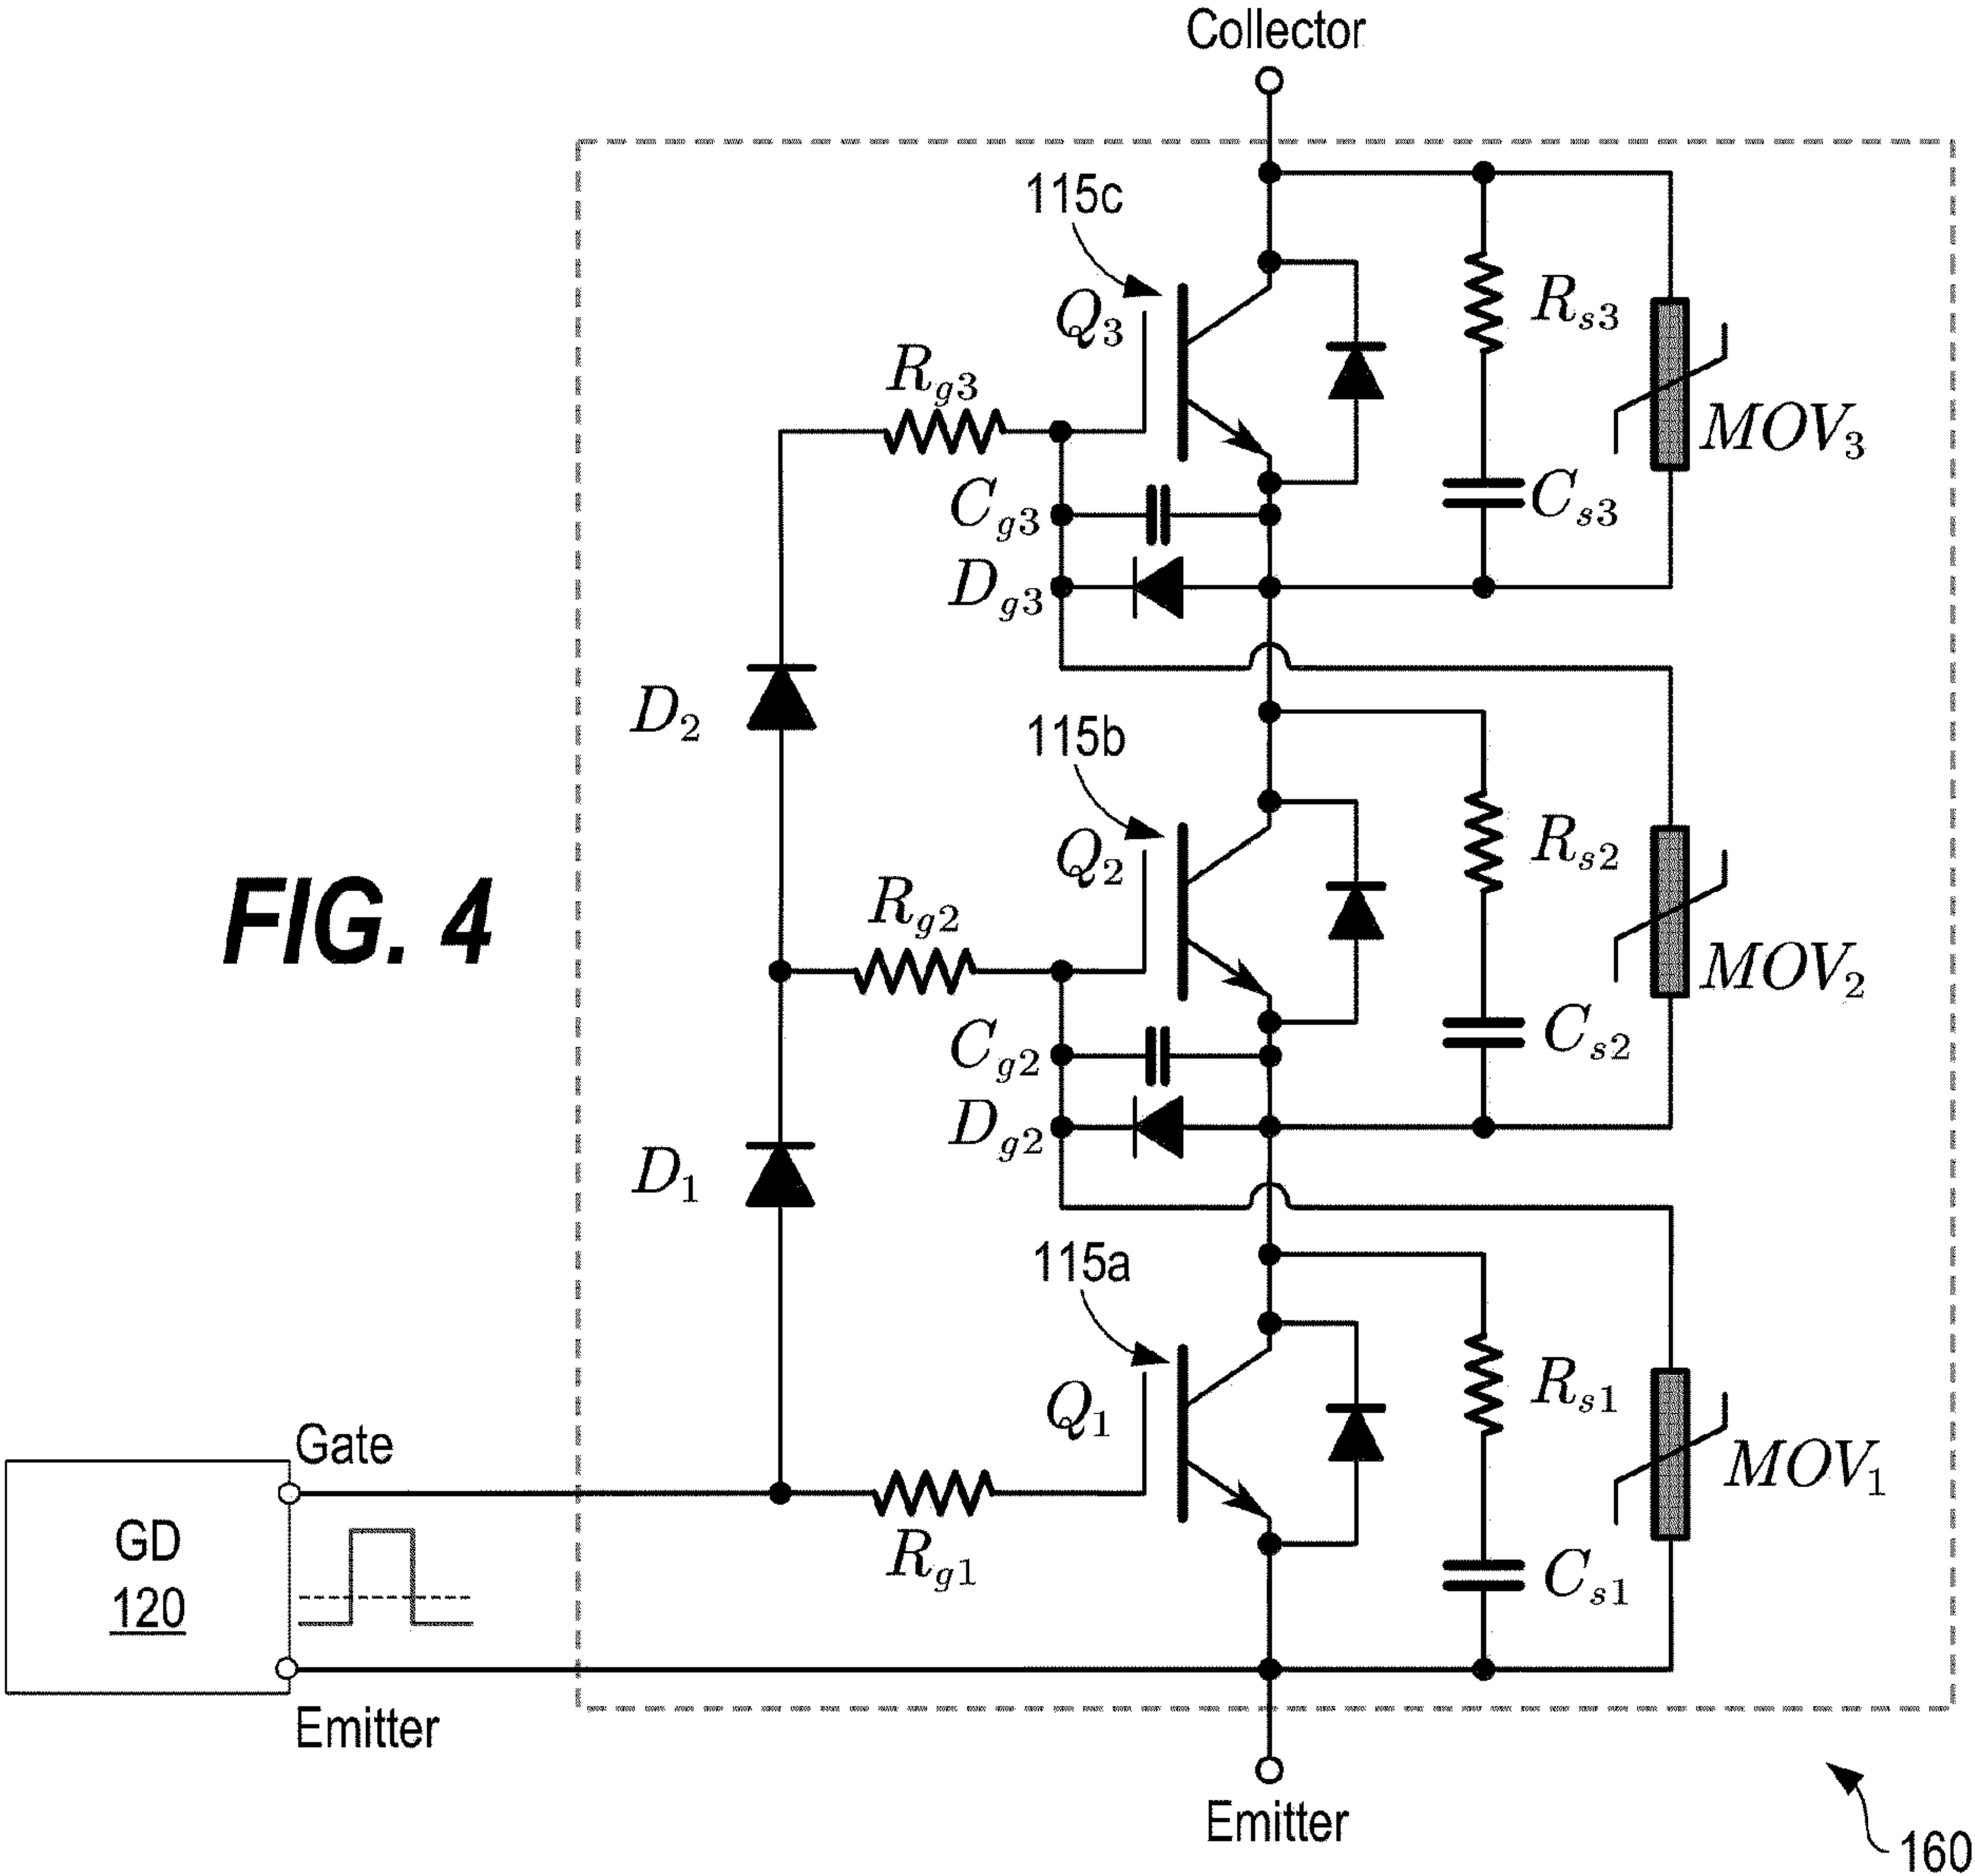 Collector
115c
Q3
Rs3
Rg3
MOV3
Cg3
Cs3
Dg3
D2
115b
Q2
Rs2
FIG. 4
Rg2
MOV2
Cg2
Cs2
Dg2
D1
115a
Q1
Rs1
Gate
MOV1
GD
120
Rg1
Cs1
Emitter
Emitter
160